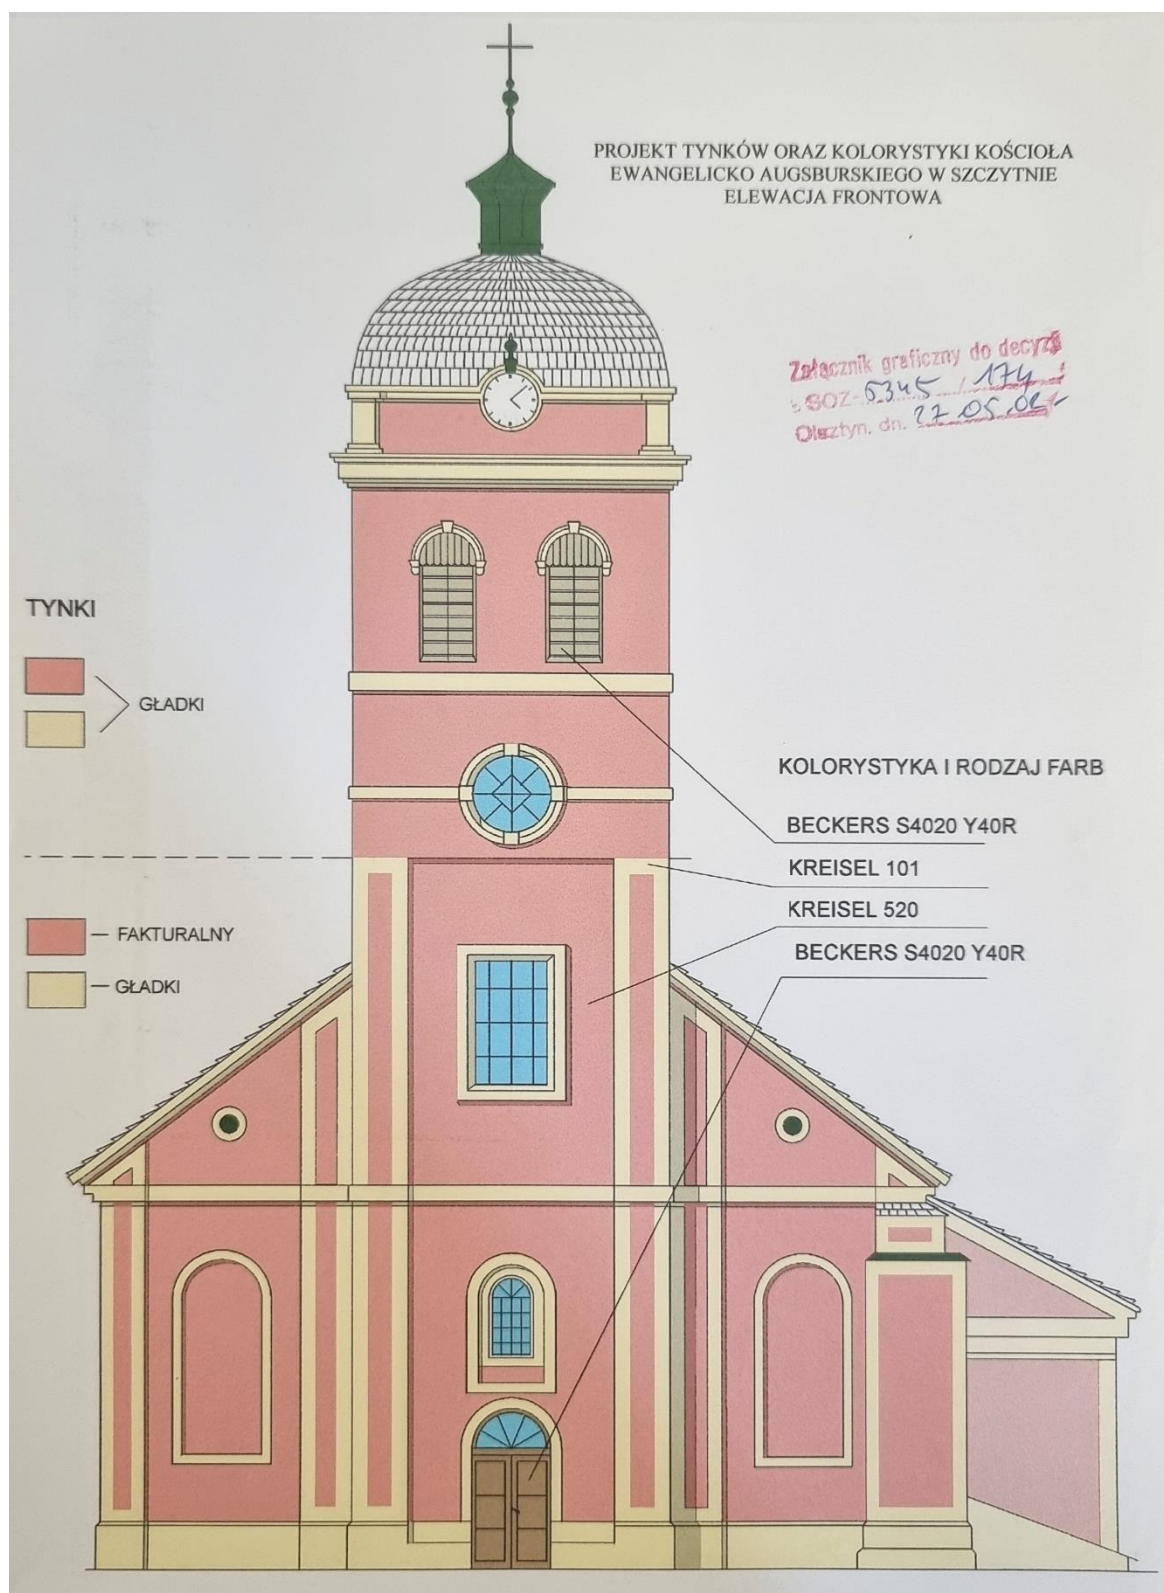 PROJEKT TYNKÓW ORAZ KOLORYSTYKI KOŚCIOŁA
EWANGELICKO AUGSBURSKIEGO W SZCZYTNIE
ELEWACJA FRONTOWA
Załącznik graficzny do decyzji
SOZ-5345 / 174
Olsztyn, dn. 27.05.02
TYNKI
GŁADKI
KOLORYSTYKA I RODZAJ FARB
BECKERS S4020 Y40R
KREISEL 101
KREISEL 520
BECKERS S4020 Y40R
FAKTURALNY
GŁADKI